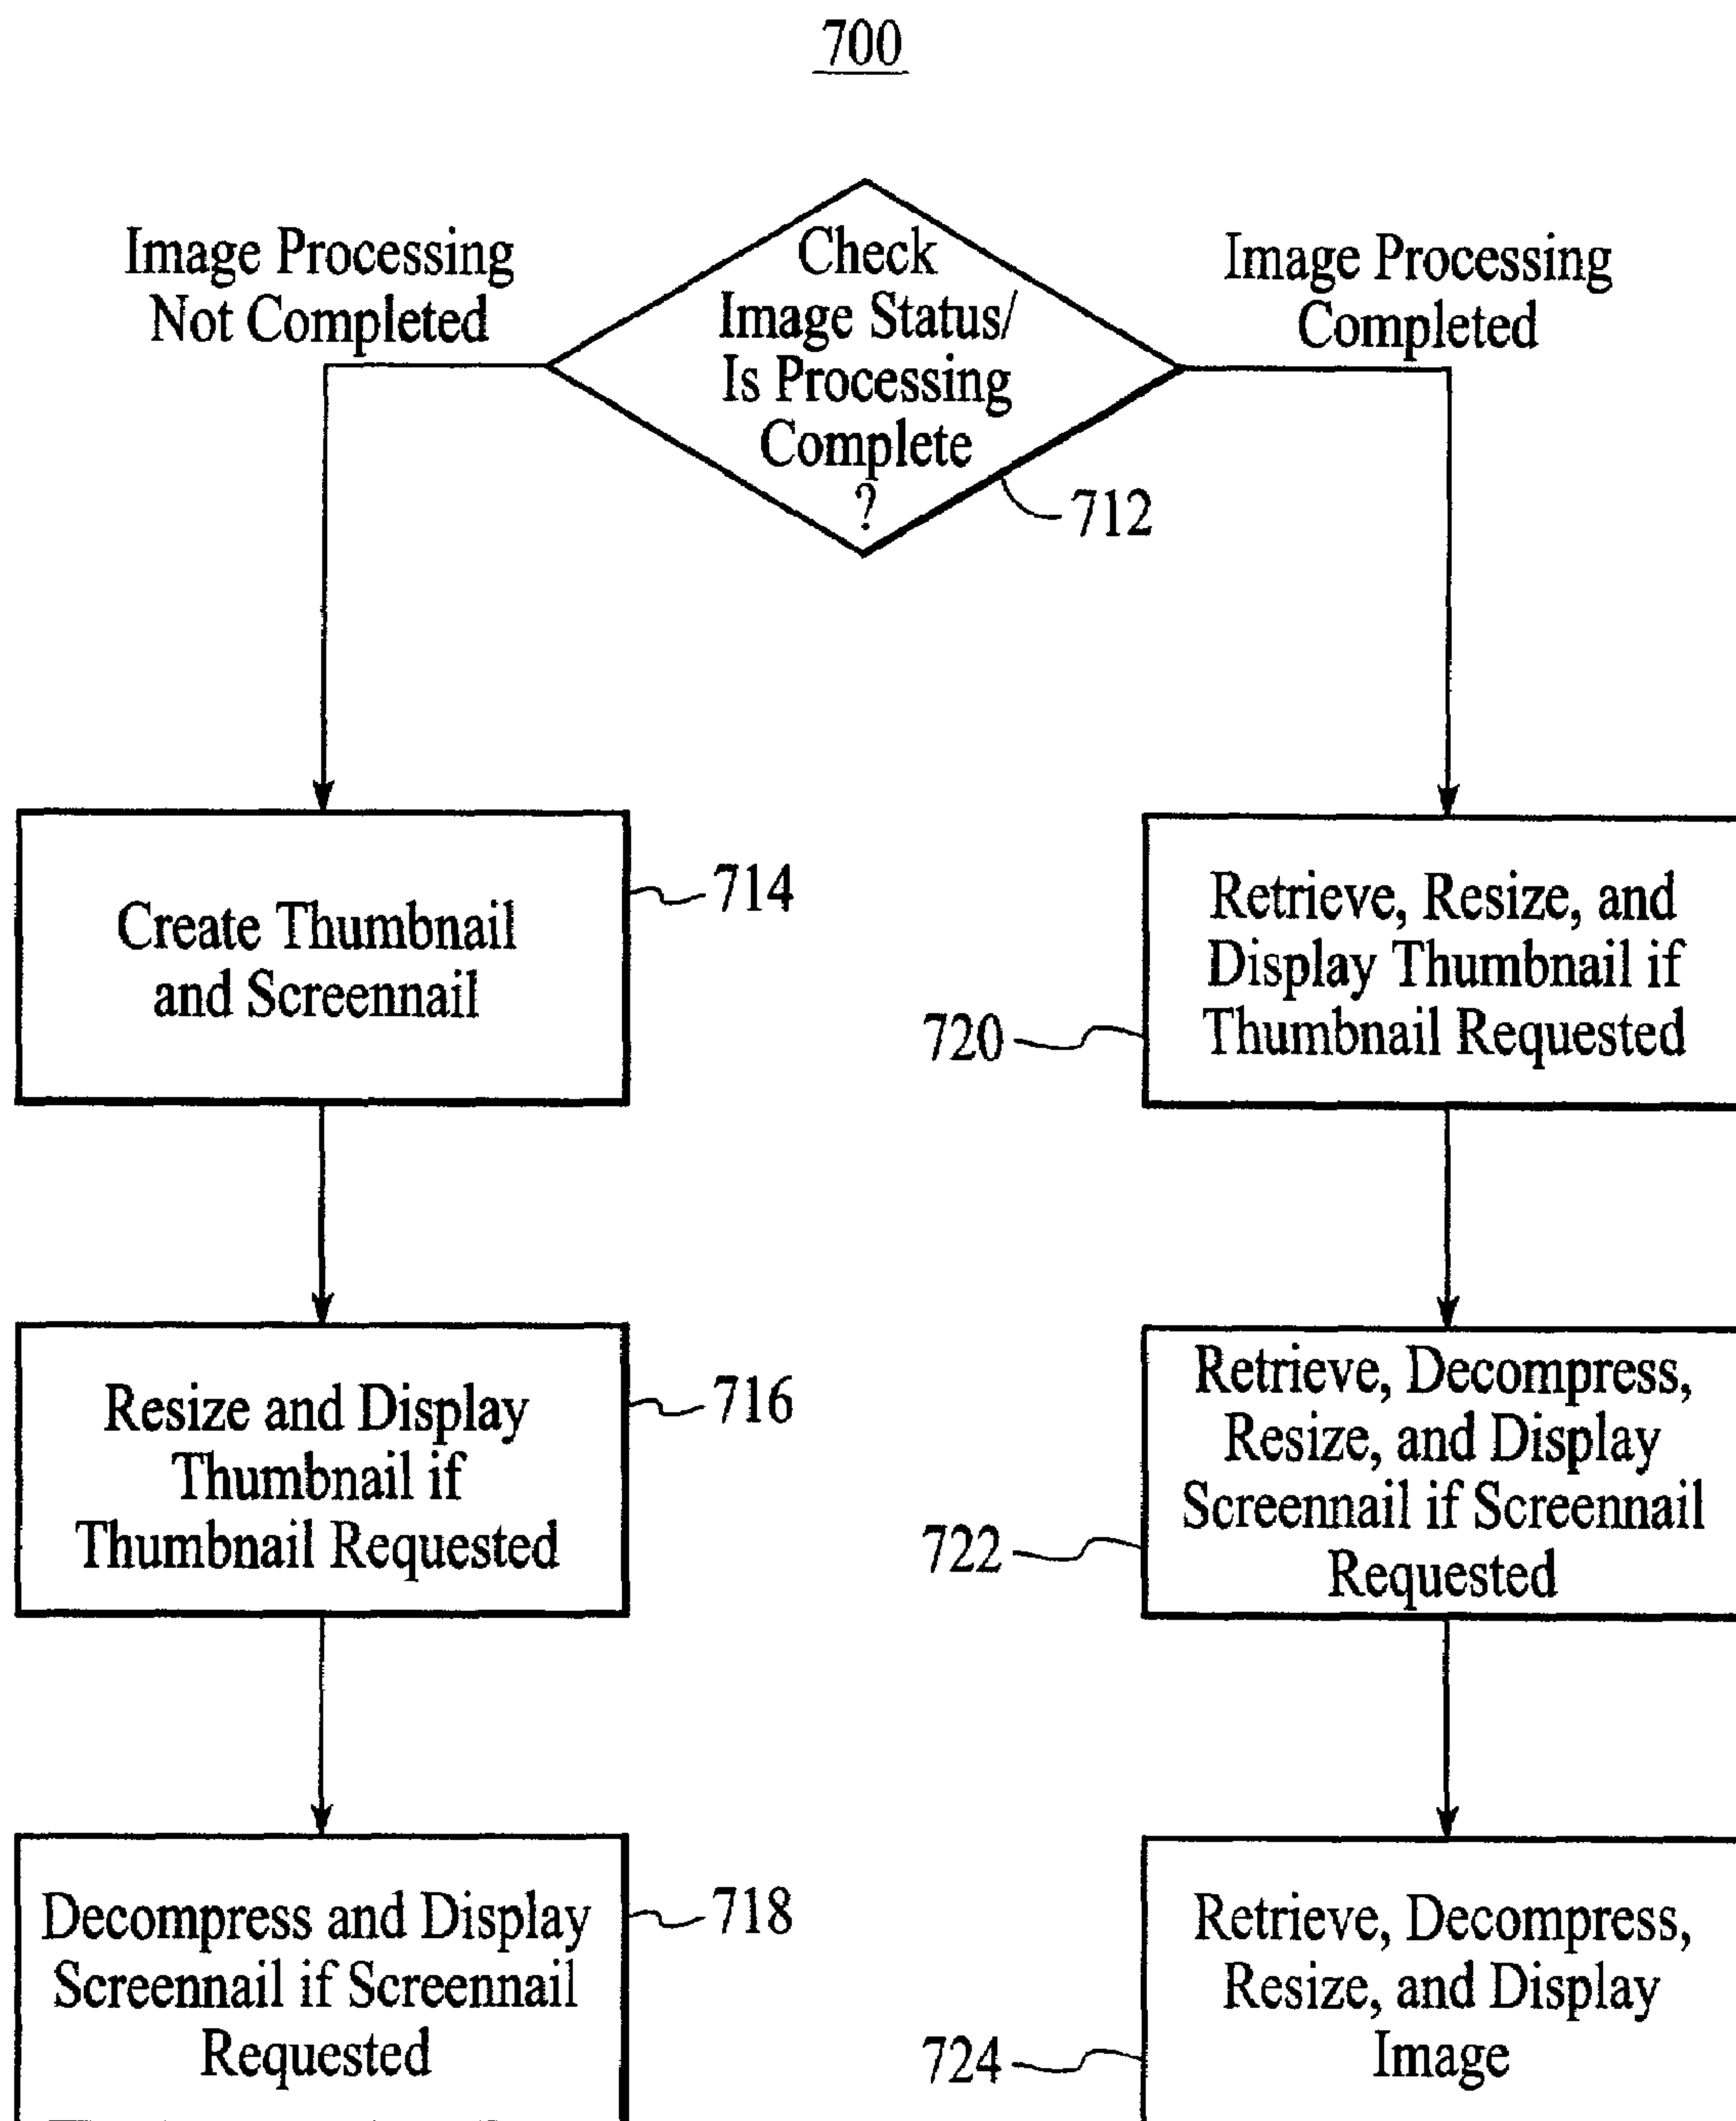 700
Image Processing
Not Completed
Check
Image Status/
Is Processing
Complete
?
712
Image Processing
Completed
Create Thumbnail
and Screennail
714
Resize and Display
Thumbnail if
Thumbnail Requested
716
Decompress and Display
Screennail if Screennail
Requested
718
Retrieve, Resize, and
Display Thumbnail if
Thumbnail Requested
720
Retrieve, Decompress,
Resize, and Display
Screennail if Screennail
Requested
722
Retrieve, Decompress,
Resize, and Display
Image
724